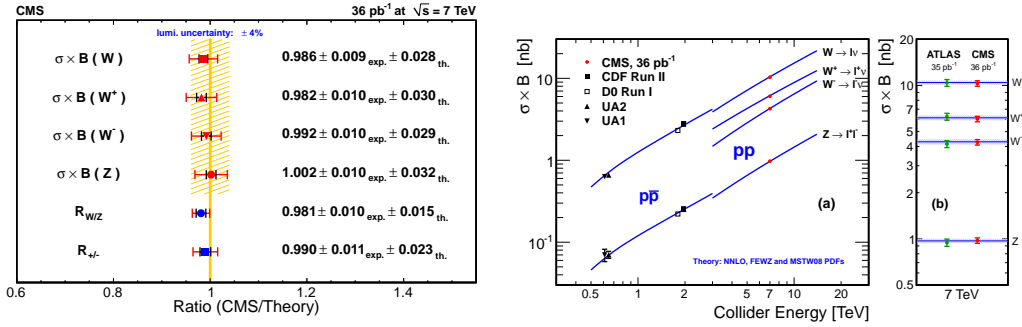 CMS 36 pb⁻¹ at √s = 7 TeV
lumi. uncertainty: ± 4%
σ × B ( W ) 0.986 ± 0.009 exp. ± 0.028 th.
σ × B ( W⁺ ) 0.982 ± 0.010 exp. ± 0.030 th.
σ × B ( W⁻ ) 0.992 ± 0.010 exp. ± 0.029 th.
σ × B ( Z ) 1.002 ± 0.010 exp. ± 0.032 th.
R W/Z 0.981 ± 0.010 exp. ± 0.015 th.
R +/- 0.990 ± 0.011 exp. ± 0.023 th.
0.6 0.8 1 1.2 1.4
Ratio (CMS/Theory)
σ × B [nb]
10
1
10⁻¹
CMS, 36 pb⁻¹
CDF Run II
D0 Run I
UA2
UA1
W → lν
W⁺ → l⁺ν
W⁻ → l⁻ν̅
Z → l⁺l⁻
pp
pp̅
(a)
Theory: NNLO, FEWZ and MSTW08 PDFs
0.5 1 2 5 7 10 20
Collider Energy [TeV]
σ × B [nb]
20
10
5
2
1
0.5
ATLAS CMS
35 pb⁻¹ 36 pb⁻¹
W
W⁺
W⁻
(b)
Z
7 TeV